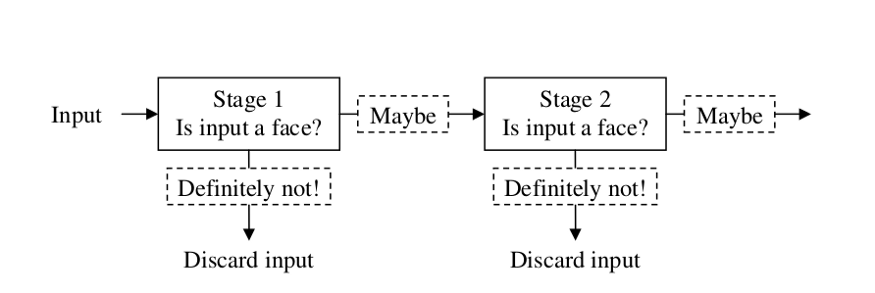 Input
Stage 1
Is input a face?
Maybe
Stage 2
Is input a face?
Maybe
Definitely not!
Definitely not!
Discard input
Discard input